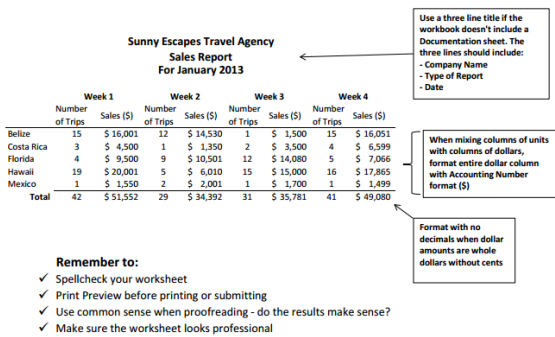 Use a three line title if the
workbook doesn't include a
Documentation sheet. The
three lines should include:
- Company Name
- Type of Report
- Date
Sunny Escapes Travel Agency
Sales Report
For January 2013
Week 1 Week 2 Week 3 Week 4
Number of Trips Sales ($) Number of Trips Sales ($) Number of Trips Sales ($) Number of Trips Sales ($)
Belize 15 $ 16,001 12 $ 14,530 1 $ 1,500 15 $ 16,051
Costa Rica 3 $ 4,500 1 $ 1,350 2 $ 3,500 4 $ 6,599
Florida 4 $ 9,500 9 $ 10,501 12 $ 14,080 5 $ 7,066
Hawaii 19 $ 20,001 5 $ 6,010 15 $ 15,000 16 $ 17,865
Mexico 1 $ 1,550 2 $ 2,001 1 $ 1,700 1 $ 1,499
Total 42 $ 51,552 29 $ 34,392 31 $ 35,781 41 $ 49,080
When mixing columns of units
with columns of dollars,
format entire dollar column
with Accounting Number
format ($)
Format with no
decimals when dollar
amounts are whole
dollars without cents
Remember to:
✓ Spellcheck your worksheet
✓ Print Preview before printing or submitting
✓ Use common sense when proofreading - do the results make sense?
✓ Make sure the worksheet looks professional